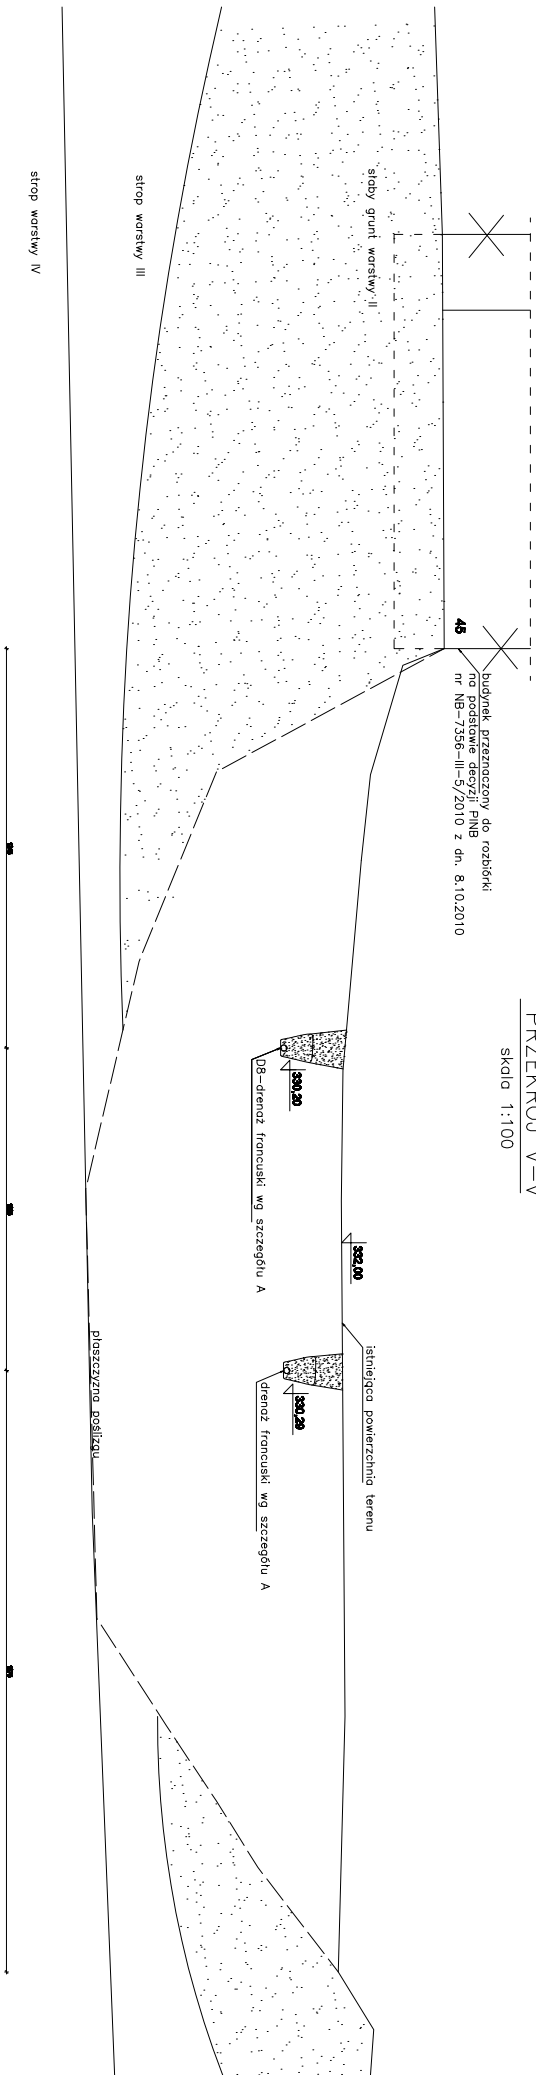 PRZEKRÓJ V-V
skala 1:100
budynek przeznaczony do rozbiórki
na podstawie decyzji PINB
nr NB-7356-III-5/2010 z dn. 8.10.2010
45
słaby grunt warstwy II
strop warstwy III
strop warstwy IV
330,20
D8-drenaż francuski wg szczegółu A
332,00
istniejąca powierzchnia terenu
330,29
drenaż francuski wg szczegółu A
płaszczyzna poślizgu